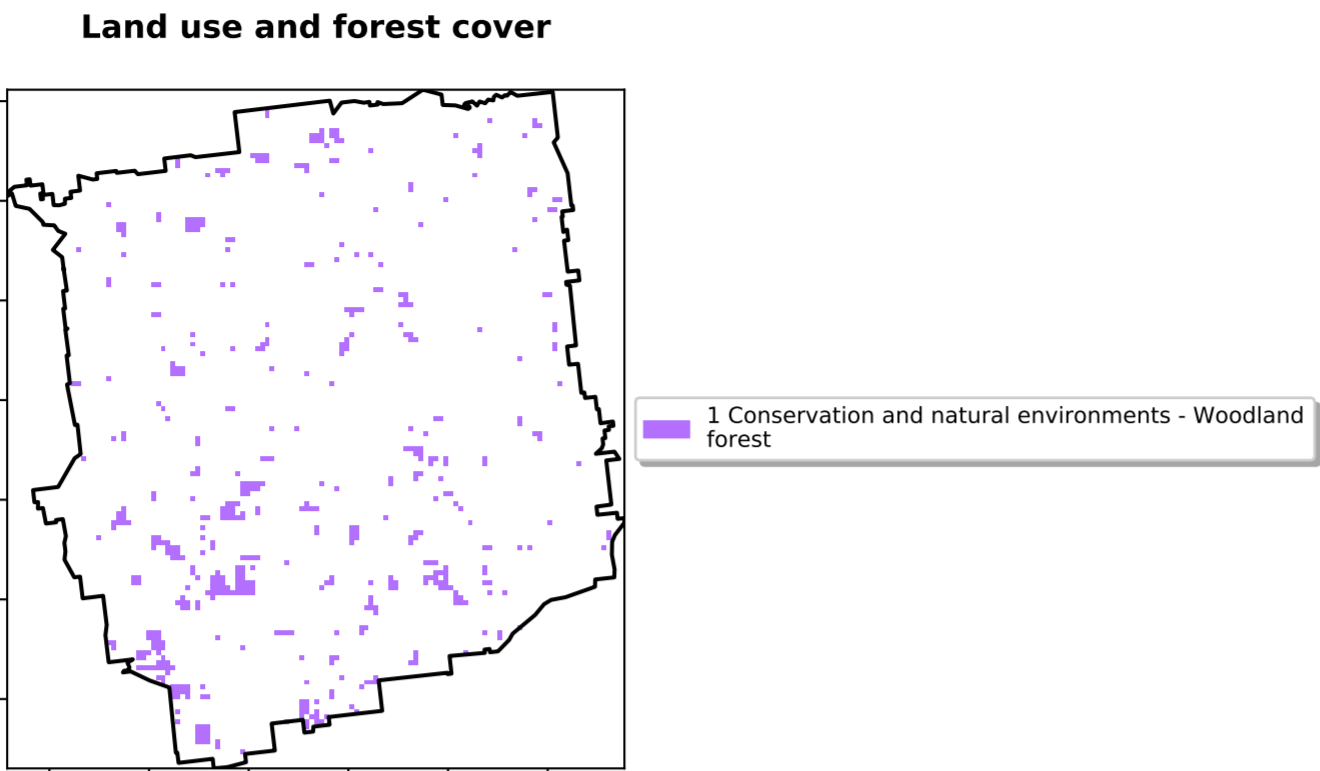 Land use and forest cover
1 Conservation and natural environments - Woodland
forest